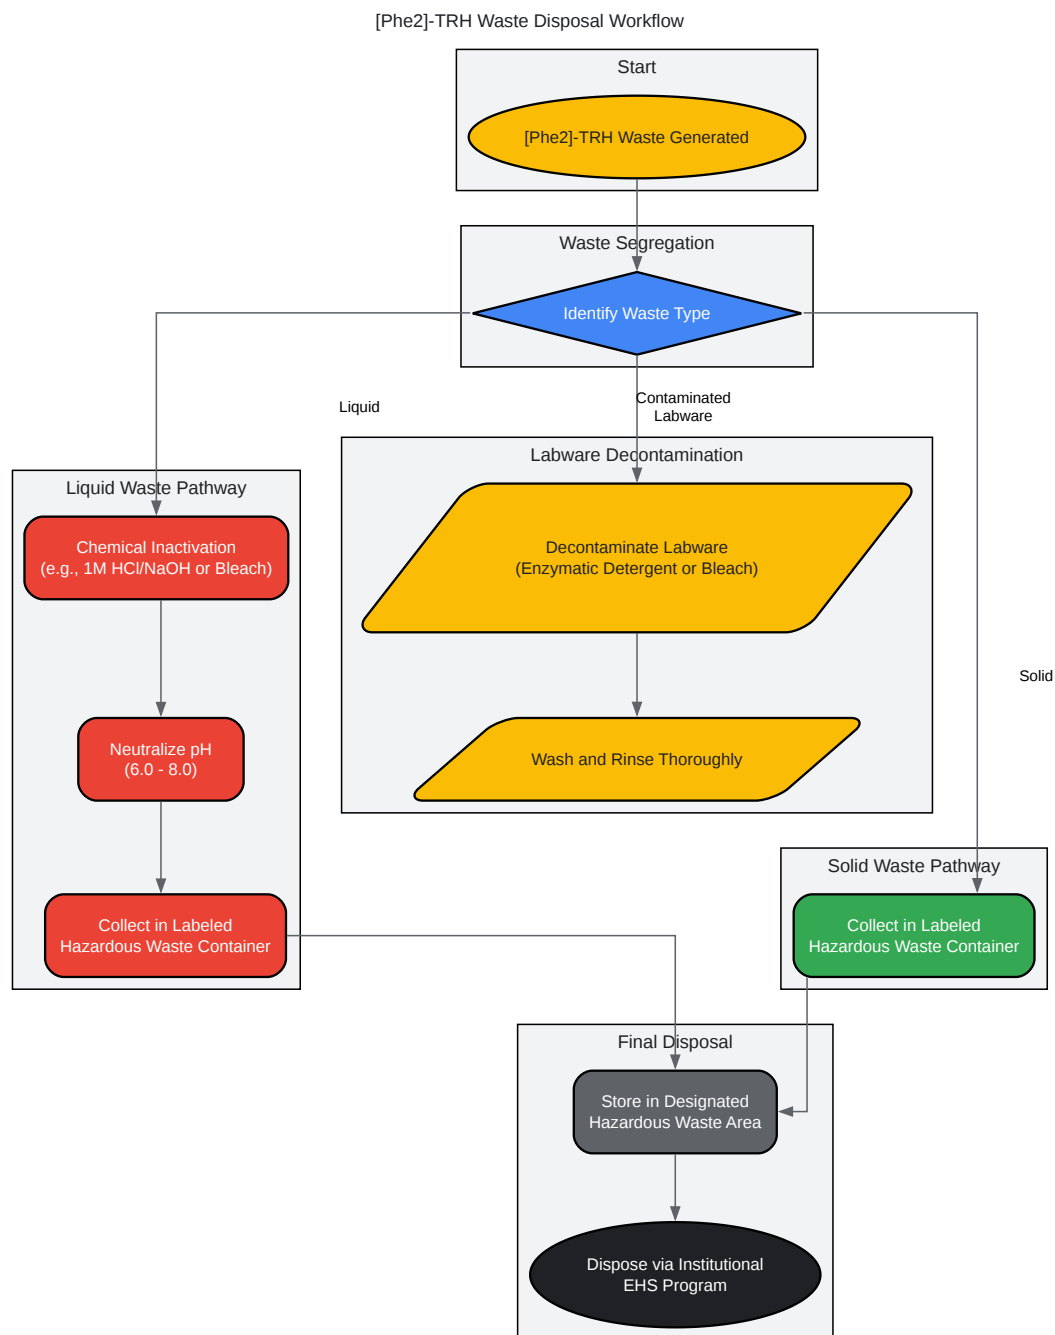 [Phe2]-TRH Waste Disposal Workflow
Start
[Phe2]-TRH Waste Generated
Waste Segregation
Identify Waste Type
Liquid
Contaminated
Labware
Solid
Liquid Waste Pathway
Chemical Inactivation
(e.g., 1M HCl/NaOH or Bleach)
Neutralize pH
(6.0 - 8.0)
Collect in Labeled
Hazardous Waste Container
Labware Decontamination
Decontaminate Labware
(Enzymatic Detergent or Bleach)
Wash and Rinse Thoroughly
Solid Waste Pathway
Collect in Labeled
Hazardous Waste Container
Final Disposal
Store in Designated
Hazardous Waste Area
Dispose via Institutional
EHS Program